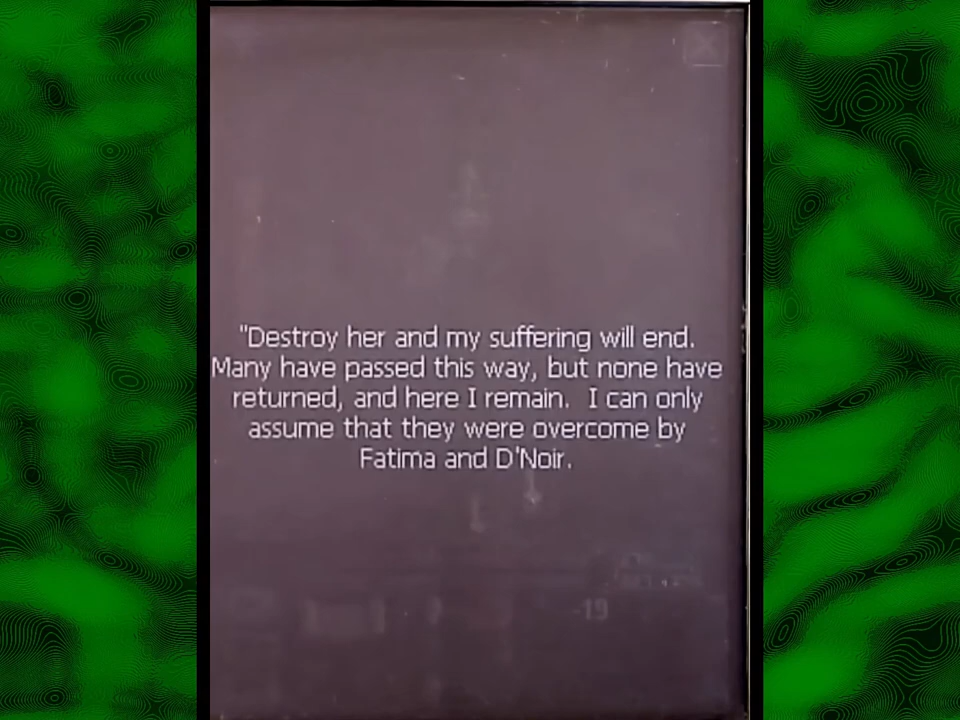 "Destroy her and my suffering will end.
Many have passed this way, but none have
returned, and here I remain.  I can only
assume that they were overcome by
Fatima and D'Noir.
-19